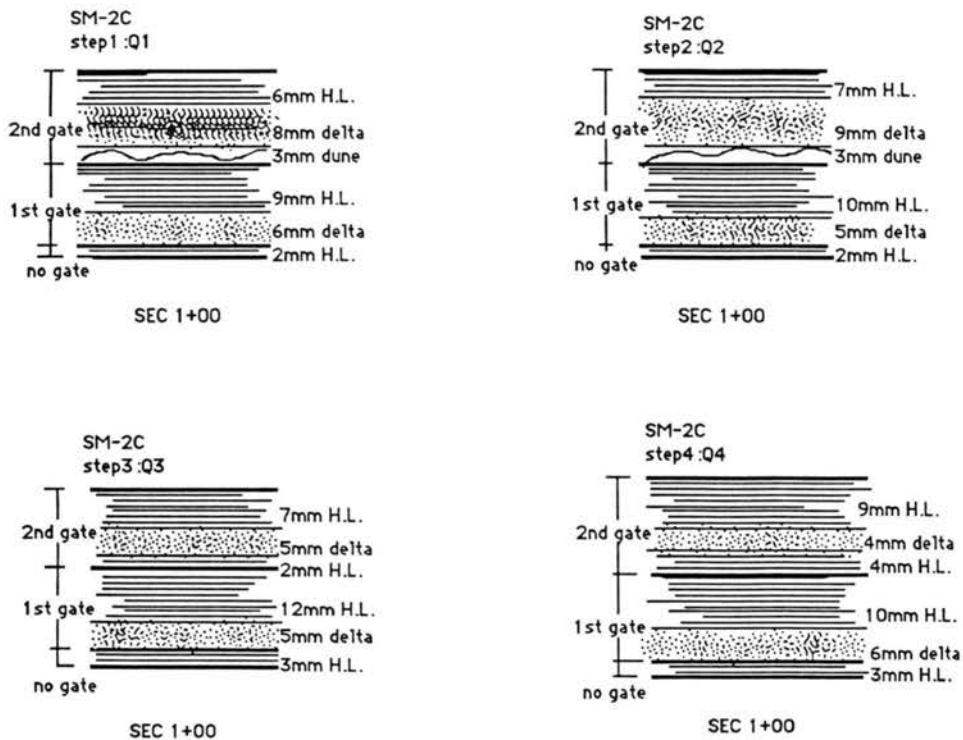 SM-2C
step1 :Q1
6mm H.L.
2nd gate
8mm delta
3mm dune
9mm H.L.
1st gate
6mm delta
2mm H.L.
no gate
SEC 1+00
SM-2C
step2 :Q2
7mm H.L.
2nd gate
9mm delta
3mm dune
1st gate
10mm H.L.
5mm delta
2mm H.L.
no gate
SEC 1+00
SM-2C
step3 :Q3
7mm H.L.
2nd gate
5mm delta
2mm H.L.
1st gate
12mm H.L.
5mm delta
3mm H.L.
no gate
SEC 1+00
SM-2C
step4 :Q4
9mm H.L.
2nd gate
4mm delta
4mm H.L.
10mm H.L.
1st gate
6mm delta
3mm H.L.
no gate
SEC 1+00